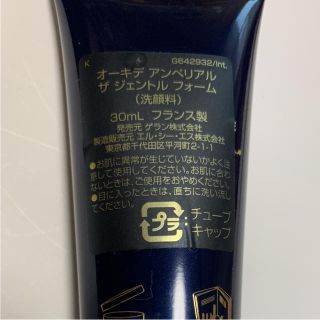 K G642932/Int.
オーキデ アンペリアル
ザ ジェントル フォーム
(洗顔料)
30mL フランス製
発売元 ゲラン株式会社
製造販売元 エル・シー・エス株式会社
東京都千代田区平河町2-1-1
●お肌に異常が生じていないかよく注
意して使用してください。お肌に合わ
ないときは、ご使用をおやめください。
●目に入ったときは、直ちに洗い流し
てください。
プラ
チューブ
キャップ